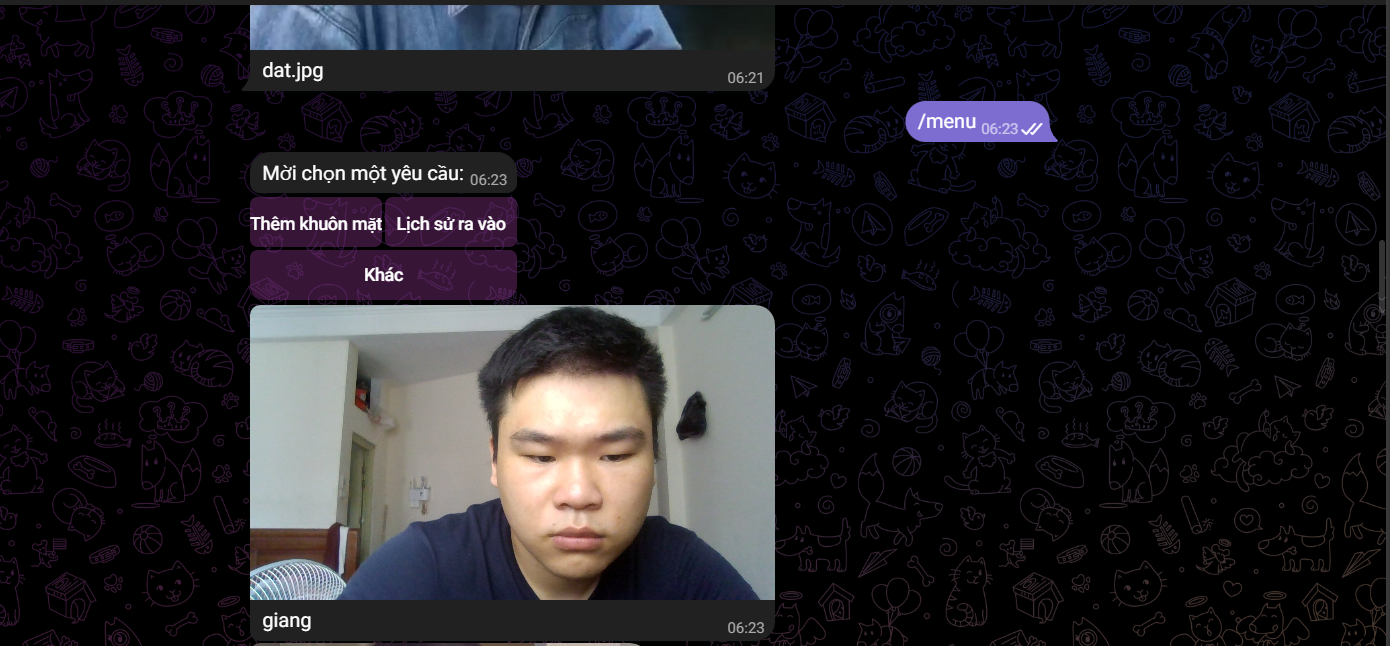 dat.jpg
06:21
/menu 06:23
Mời chọn một yêu cầu: 06:23
Thêm khuôn mặt Lịch sử ra vào
Khác
giang
06:23